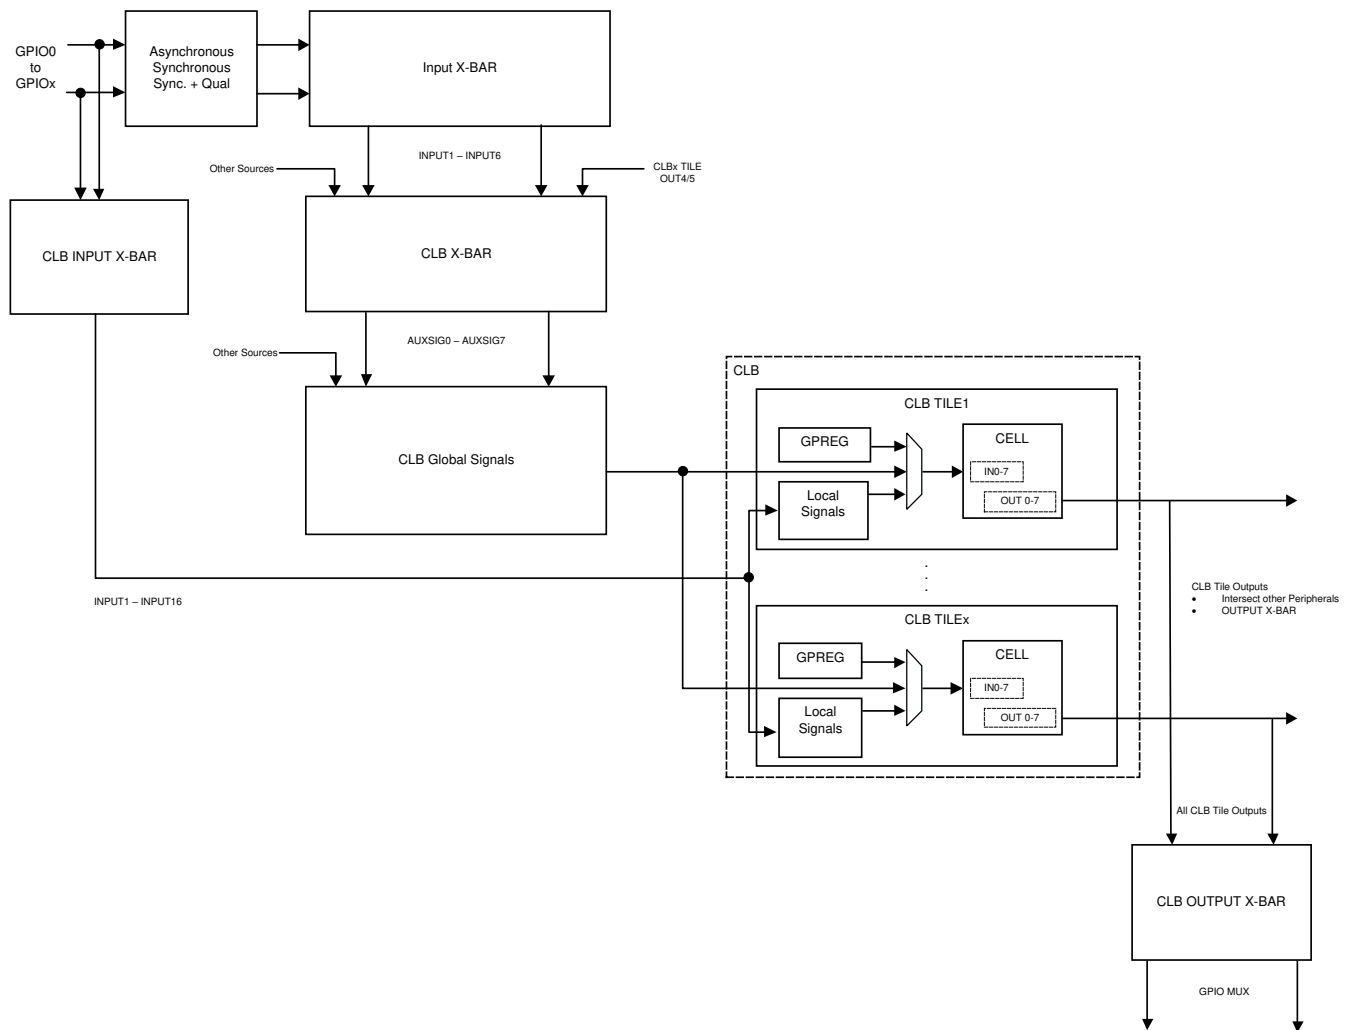 GPIO0
to
GPIOx
Asynchronous
Synchronous
Sync. + Qual
Input X-BAR
INPUT1 – INPUT6
Other Sources
CLBx TILE
OUT4/5
CLB INPUT X-BAR
CLB X-BAR
AUXSIG0 – AUXSIG7
Other Sources
CLB
CLB TILE1
CLB Global Signals
GPREG
CELL
IN0-7
Local
Signals
OUT 0-7
.
.
.
INPUT1 – INPUT16
CLB Tile Outputs
• Intersect other Peripherals
• OUTPUT X-BAR
CLB TILEx
GPREG
CELL
IN0-7
Local
Signals
OUT 0-7
All CLB Tile Outputs
CLB OUTPUT X-BAR
GPIO MUX